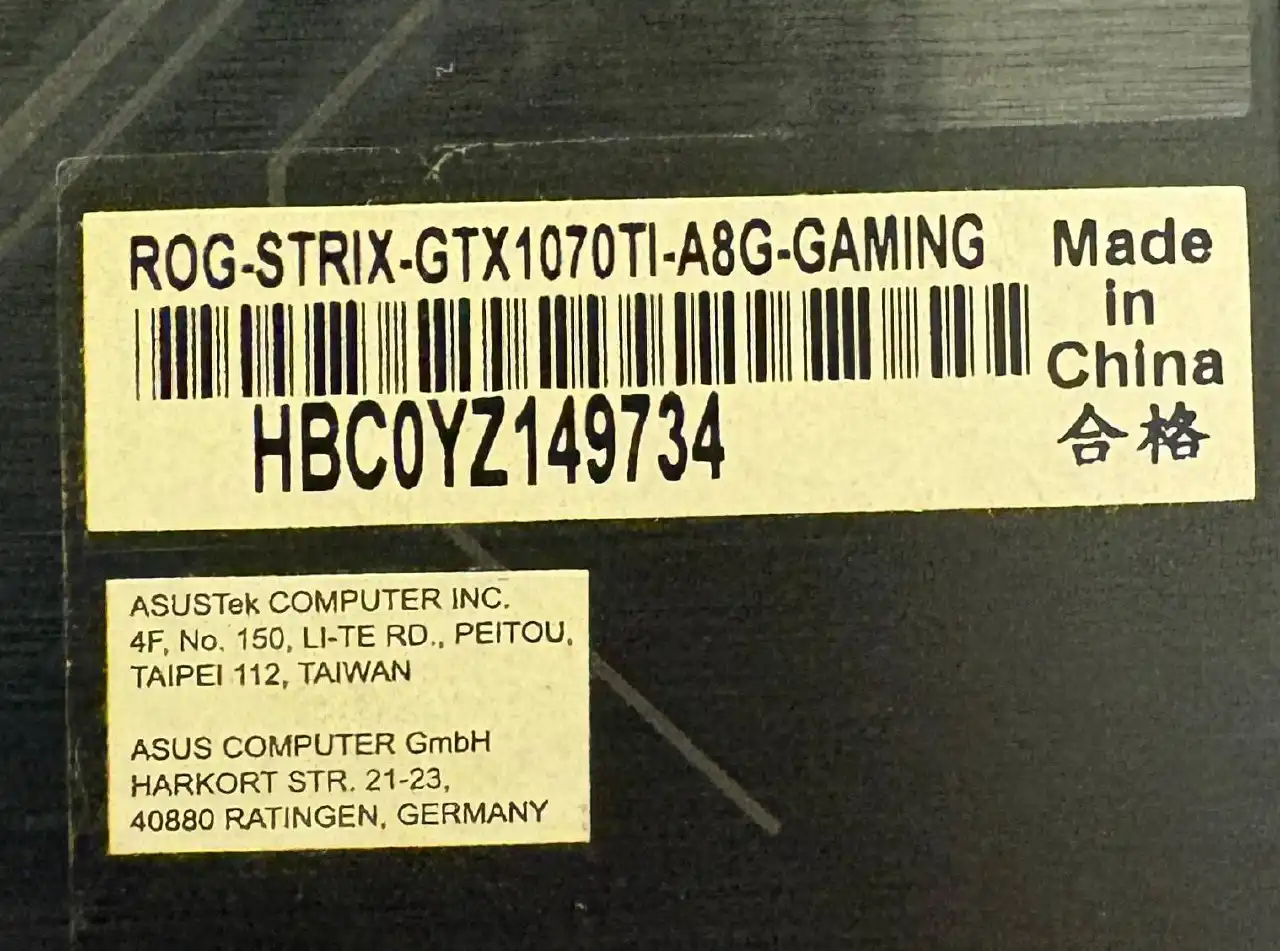 ROG-STRIX-GTX1070TI-A8G-GAMING
HBC0YZ149734
Made
in
China
合格
ASUSTek COMPUTER INC.
4F, No. 150, LI-TE RD., PEITOU,
TAIPEI 112, TAIWAN
ASUS COMPUTER GmbH
HARKORT STR. 21-23,
40880 RATINGEN, GERMANY